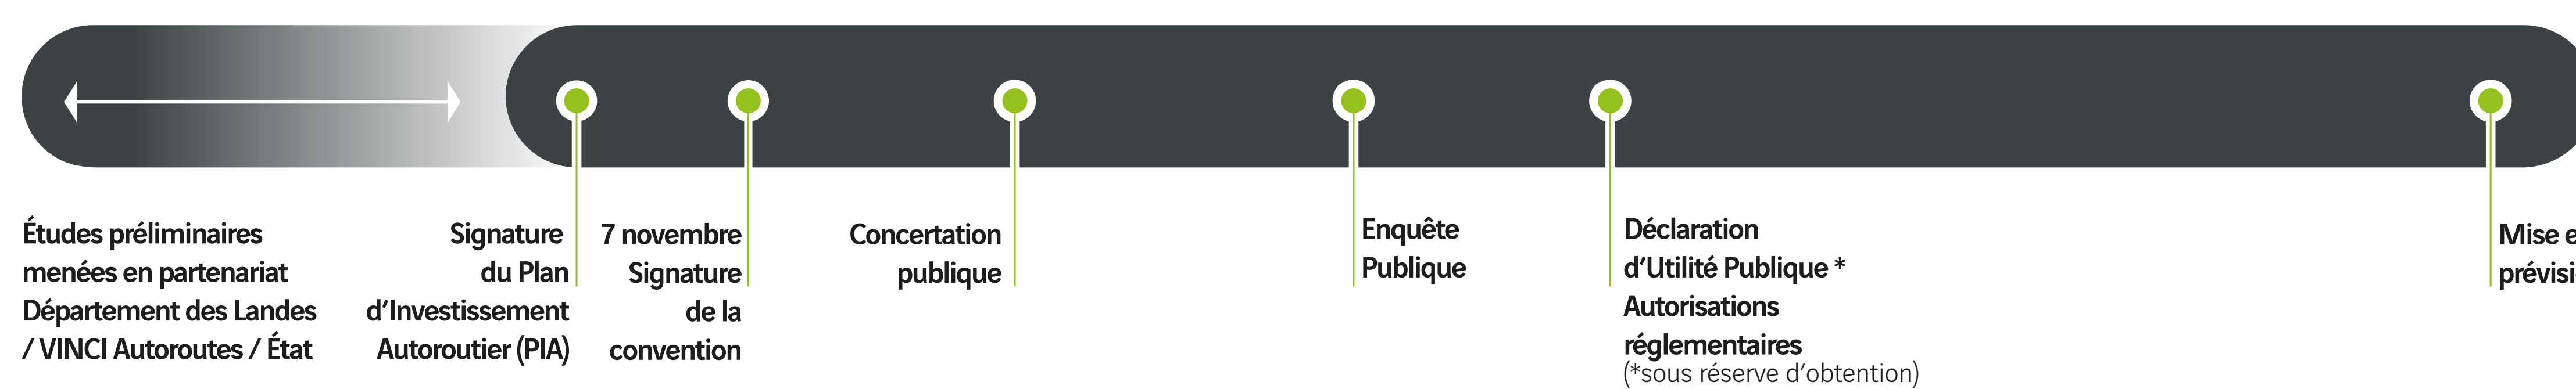 Études préliminaires
menées en partenariat
Département des Landes
/ VINCI Autoroutes / État
Signature
du Plan
d'Investissement
Autoroutier (PIA)
7 novembre
Signature
de la
convention
Concertation
publique
Enquête
Publique
Déclaration
d'Utilité Publique *
Autorisations
réglementaires
(*sous réserve d'obtention)
Mise